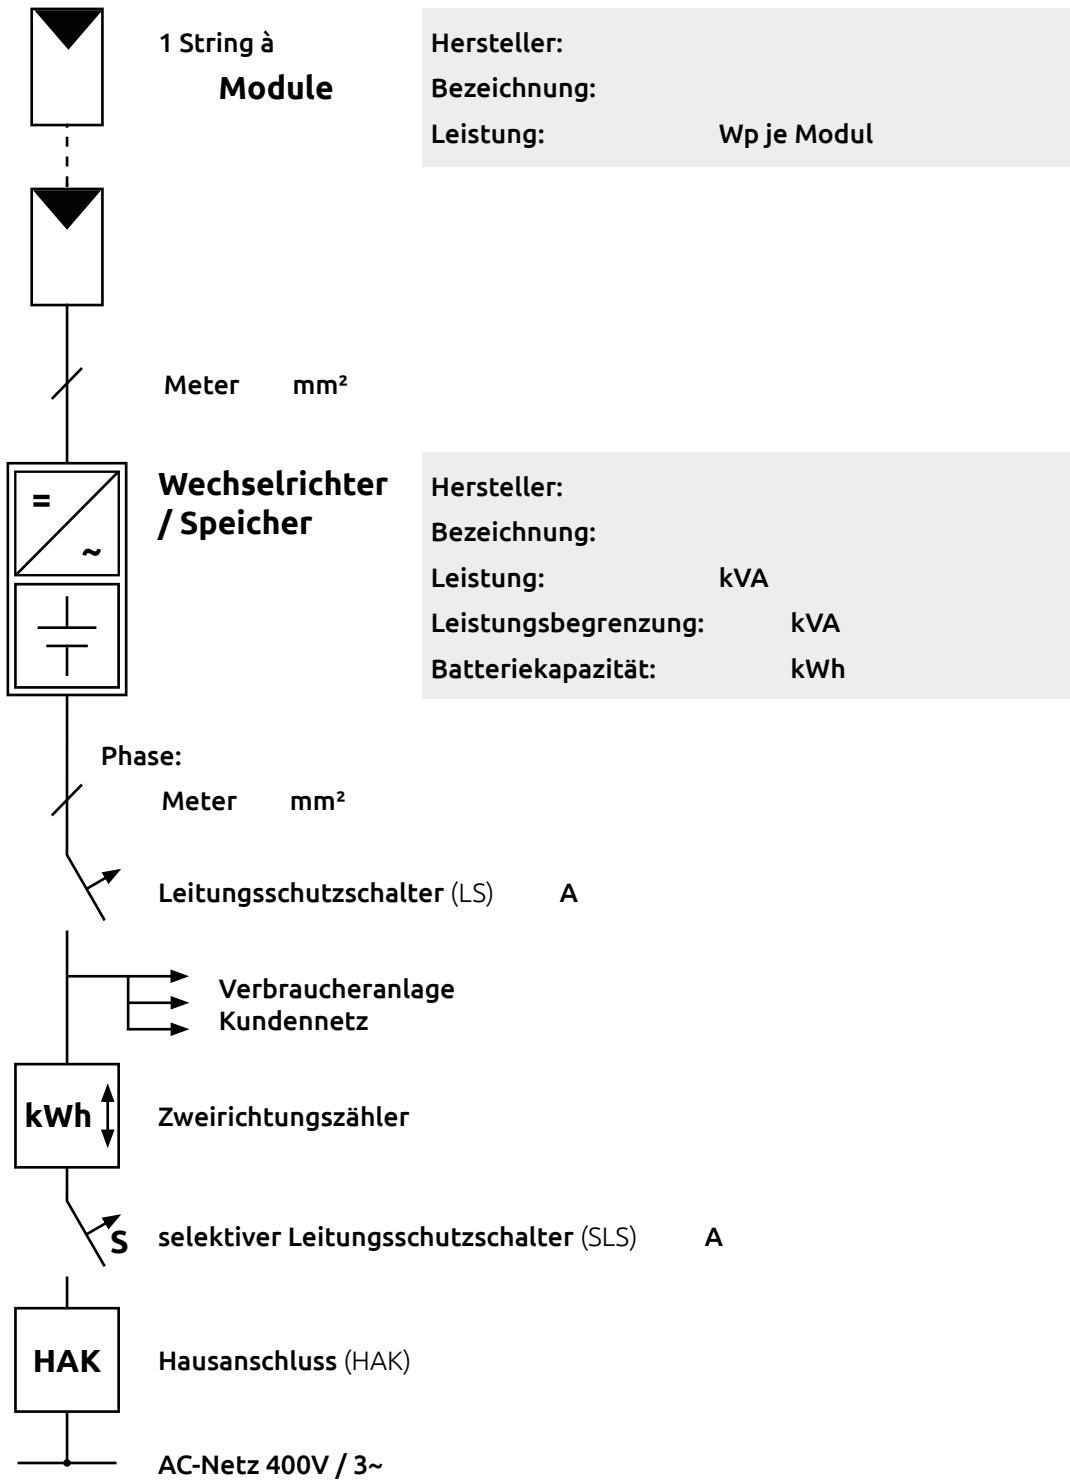 1 String à
Module
Hersteller:
Bezeichnung:
Leistung: Wp je Modul
Meter mm²
=
~
Wechselrichter
/ Speicher
Hersteller:
Bezeichnung:
Leistung: kVA
Leistungsbegrenzung: kVA
Batteriekapazität: kWh
Phase:
Meter mm²
Leitungsschutzschalter (LS) A
Verbraucheranlage
Kundennetz
kWh
Zweirichtungszähler
S
selektiver Leitungsschutzschalter (SLS) A
HAK
Hausanschluss (HAK)
AC-Netz 400V / 3~